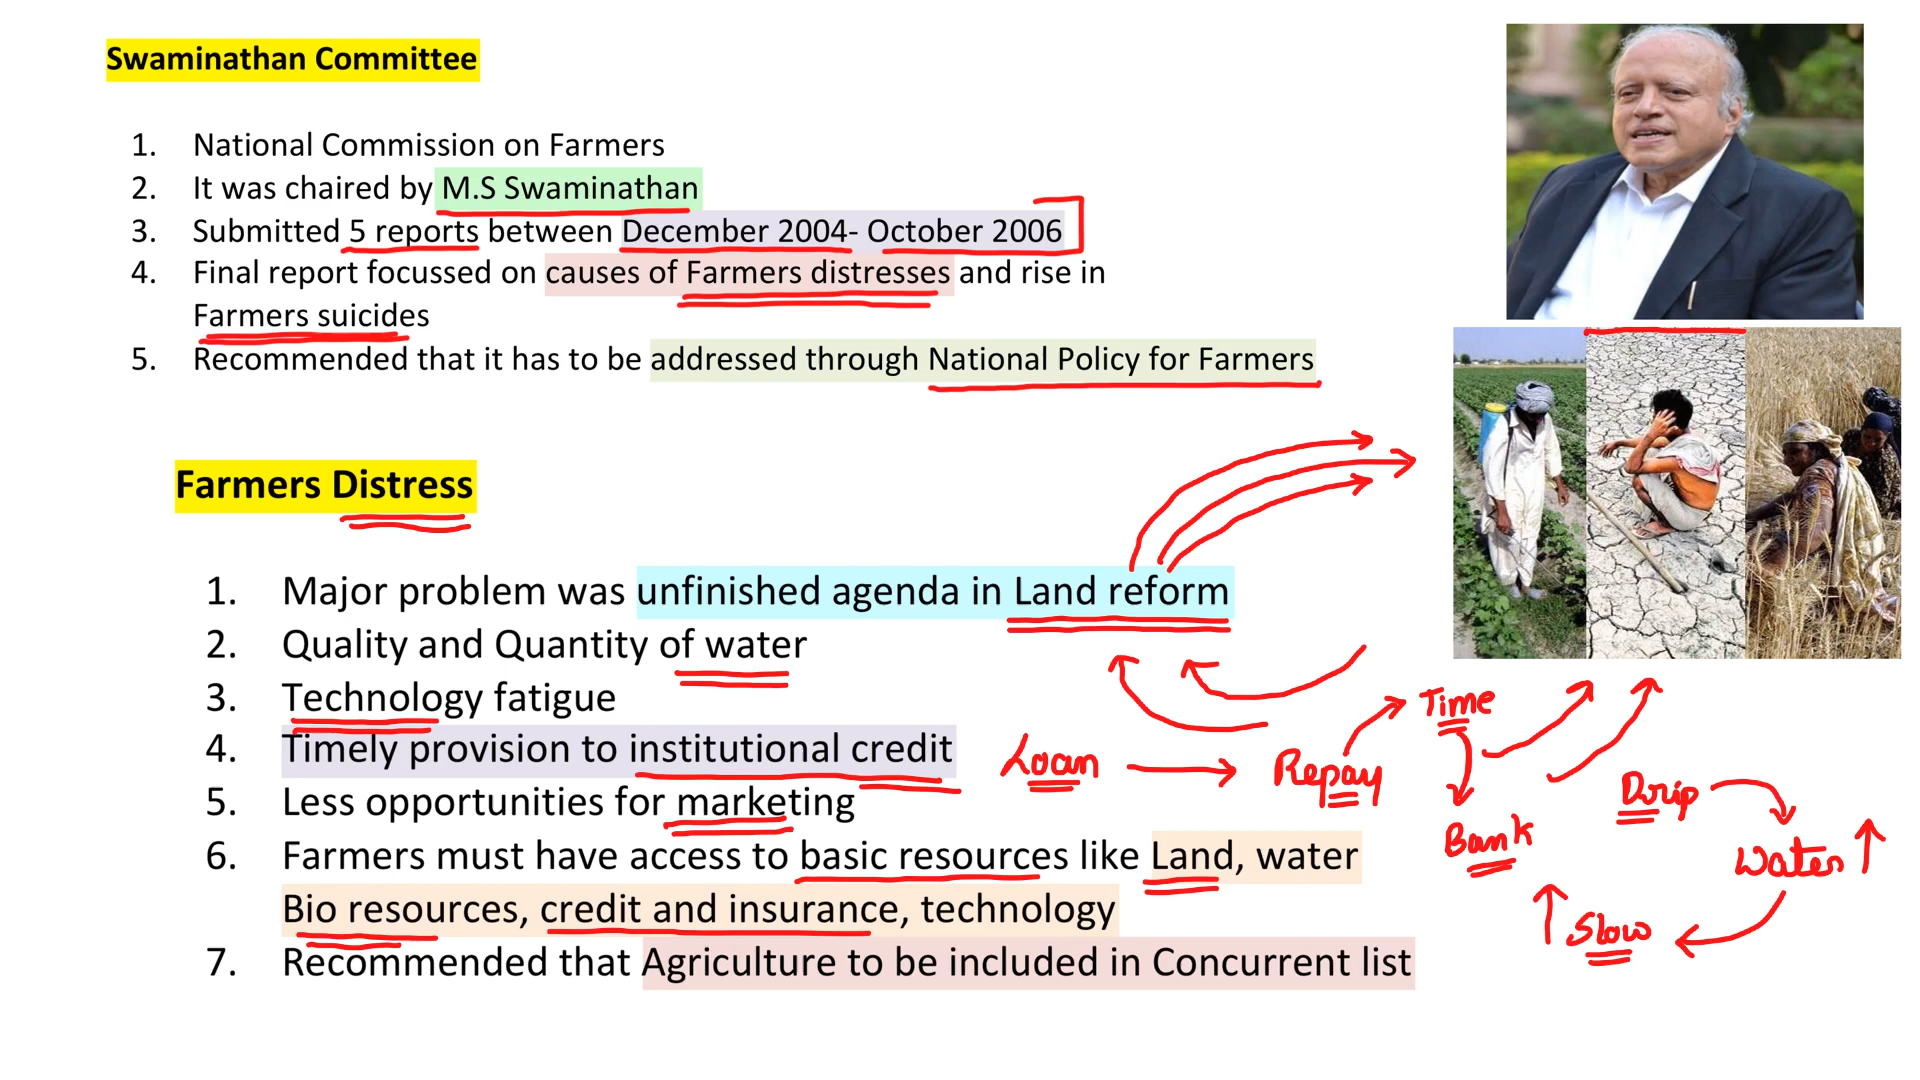 Swaminathan Committee
1. National Commission on Farmers
2. It was chaired by M.S Swaminathan
3. Submitted 5 reports between December 2004- October 2006
4. Final report focussed on causes of Farmers distresses and rise in
Farmers suicides
5. Recommended that it has to be addressed through National Policy for Farmers
Farmers Distress
1. Major problem was unfinished agenda in Land reform
2. Quality and Quantity of water
3. Technology fatigue
4. Timely provision to institutional credit
5. Less opportunities for marketing
6. Farmers must have access to basic resources like Land, water
Bio resources, credit and insurance, technology
7. Recommended that Agriculture to be included in Concurrent list
Loan
Repay
Time
Bank
Drip
Water
Slow